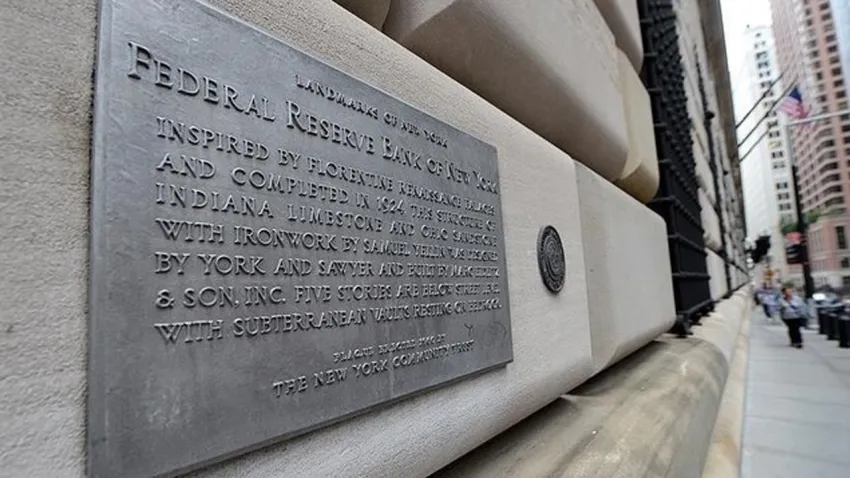 LANDMARKS OF NEW YORK
FEDERAL RESERVE BANK OF NEW YORK
INSPIRED BY FLORENTINE RENAISSANCE PALACES
AND COMPLETED IN 1924, THIS STRUCTURE OF
INDIANA LIMESTONE AND OHIO SANDSTONE
WITH IRONWORK BY SAMUEL YELLIN WAS DESIGNED
BY YORK AND SAWYER AND BUILT BY MARC EIDLITZ
& SON, INC. FIVE STORIES ARE BELOW STREET LEVEL
WITH SUBTERRANEAN VAULTS RESTING ON BEDROCK.
PLAQUE ERECTED BY
THE NEW YORK COMMUNITY TRUST